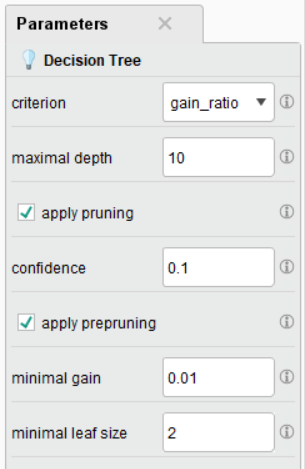 Parameters
Decision Tree
criterion gain_ratio
maximal depth 10
apply pruning
confidence 0.1
apply prepruning
minimal gain 0.01
minimal leaf size 2